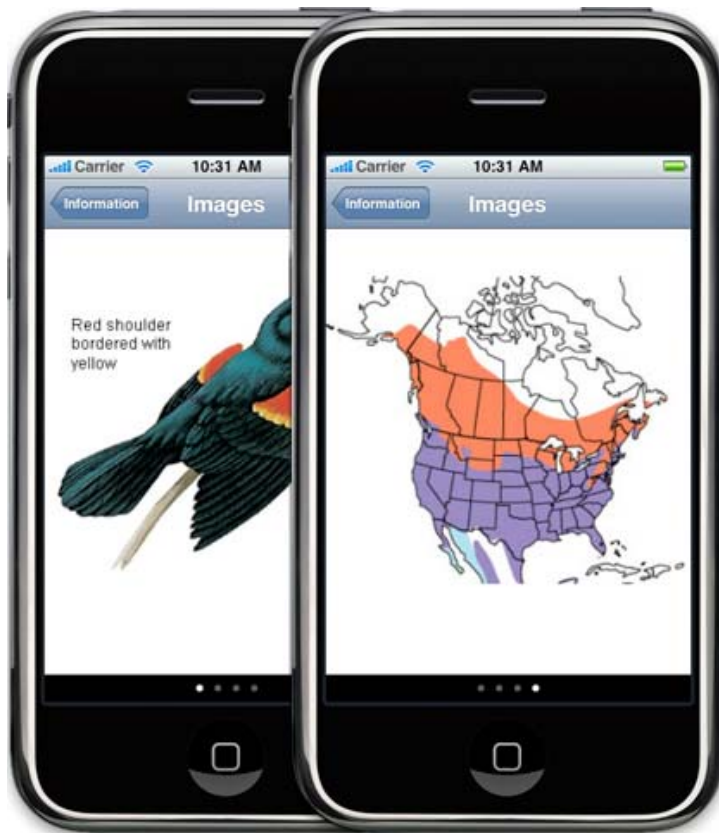 Carrier
10:31 AM
Information
Images
Red shoulder
bordered with
yellow
Carrier
10:31 AM
Information
Images